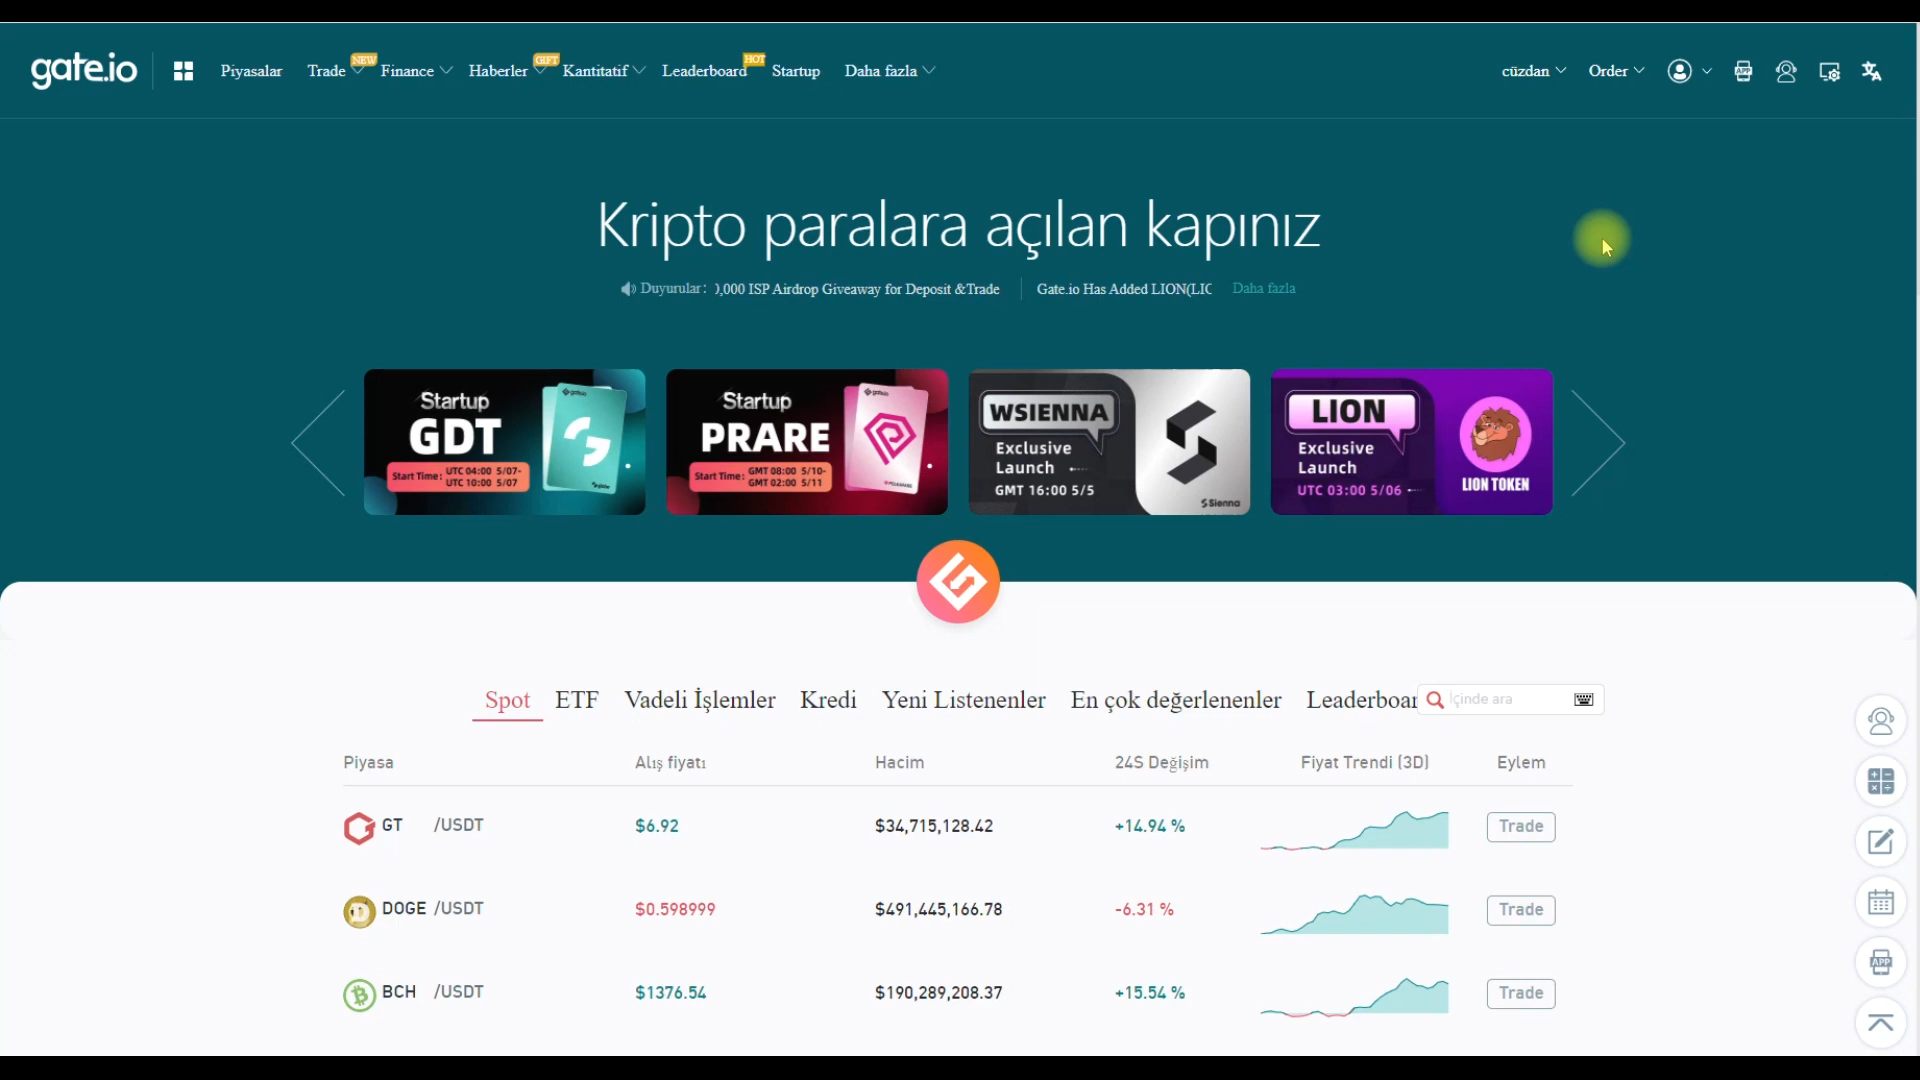 gate.io
Piyasalar Trade NEW Finance Haberler GIFT Kantitatif Leaderboard HOT Startup Daha fazla
cüzdan Order APP
Kripto paralara açılan kapınız
Duyurular: ),000 ISP Airdrop Giveaway for Deposit &Trade Gate.io Has Added LION(LIC Daha fazla
Startup
GDT
Start Time: UTC 04:00 5/07-
UTC 10:00 5/07
gate.io
Startup
PRARE
Start Time: GMT 08:00 5/10-
GMT 02:00 5/11
gate.io
WSIENNA
Exclusive
Launch
GMT 16:00 5/5
Sienna
LION
Exclusive
Launch
UTC 03:00 5/06
LION TOKEN
Spot ETF Vadeli İşlemler Kredi Yeni Listenenler En çok değerlenenler Leaderboar İçinde ara
Piyasa Alış fiyatı Hacim 24S Değişim Fiyat Trendi (3D) Eylem
GT /USDT $6.92 $34,715,128.42 +14.94 % Trade
DOGE /USDT $0.598999 $491,445,166.78 -6.31 % Trade
BCH /USDT $1376.54 $190,289,208.37 +15.54 % Trade
APP